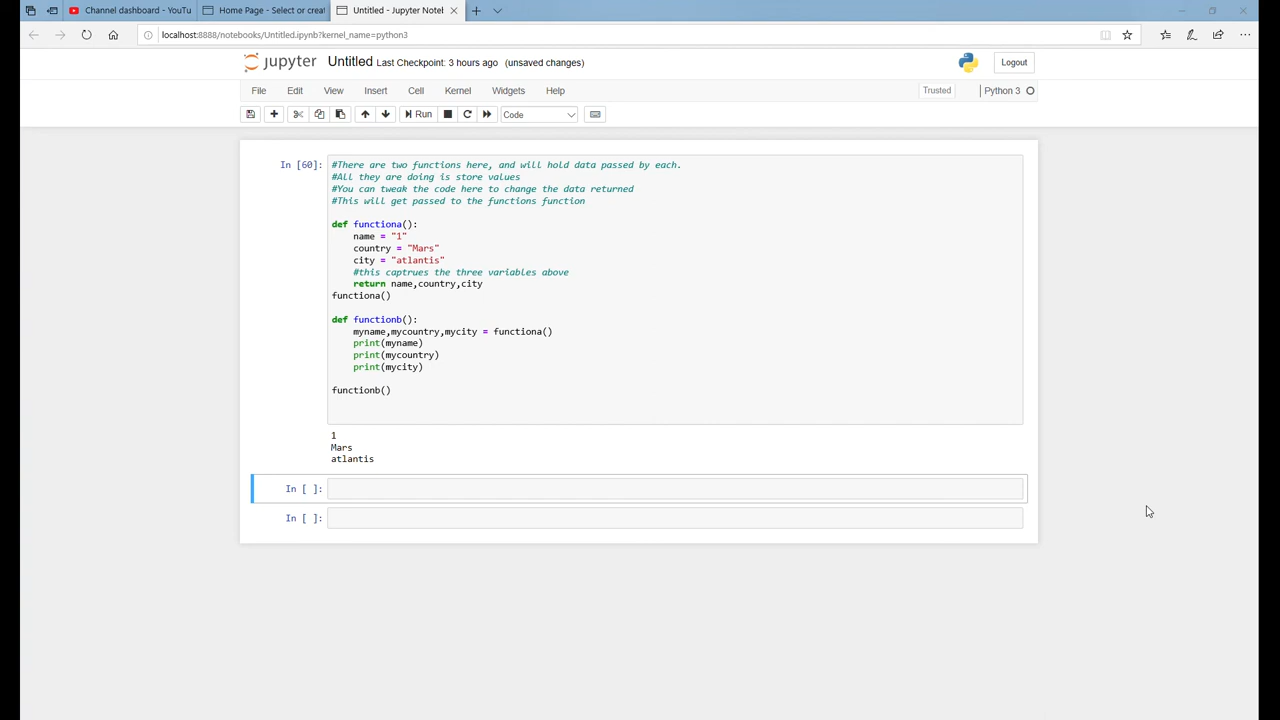 Channel dashboard - YouTu
Home Page - Select or crea
Untitled - Jupyter Notel
localhost:8888/notebooks/Untitled.ipynb?kernel_name=python3
jupyter Untitled Last Checkpoint: 3 hours ago (unsaved changes)
Logout
File Edit View Insert Cell Kernel Widgets Help
Trusted Python 3
Run Code
In [60]:
#There are two functions here, and will hold data passed by each.
#All they are doing is store values
#You can tweak the code here to change the data returned
#This will get passed to the functions function
def functiona():
    name = "1"
    country = "Mars"
    city = "atlantis"
    #this captrues the three variables above
    return name,country,city
functiona()
def functionb():
    myname,mycountry,mycity = functiona()
    print(myname)
    print(mycountry)
    print(mycity)
functionb()
1
Mars
atlantis
In [ ]:
In [ ]: